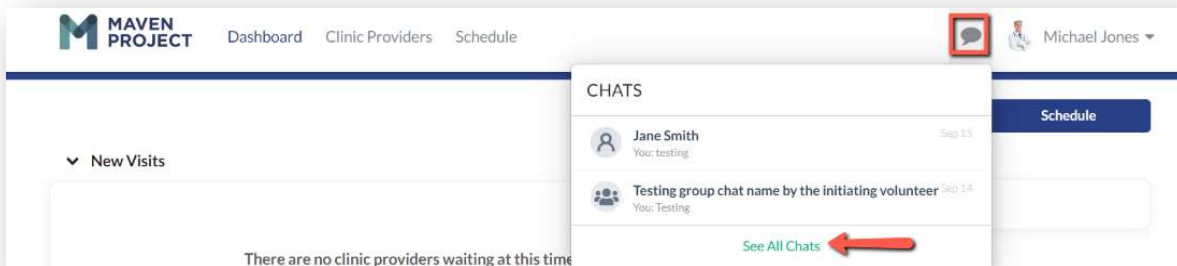 MAVEN
PROJECT
Dashboard Clinic Providers Schedule
Michael Jones
CHATS
Schedule
Jane Smith Sep 15
You: testing
New Visits
Testing group chat name by the initiating volunteer Sep 14
You: Testing
See All Chats
There are no clinic providers waiting at this time